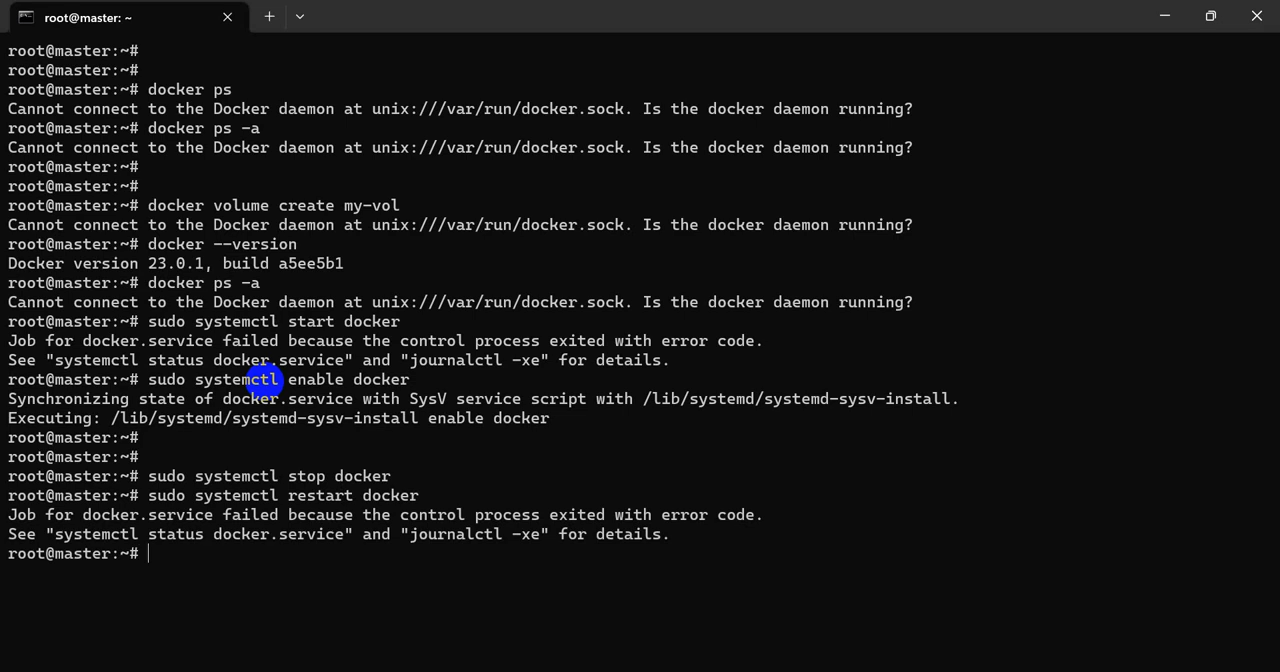 root@master: ~
root@master:~#
root@master:~#
root@master:~# docker ps
Cannot connect to the Docker daemon at unix:///var/run/docker.sock. Is the docker daemon running?
root@master:~# docker ps -a
Cannot connect to the Docker daemon at unix:///var/run/docker.sock. Is the docker daemon running?
root@master:~#
root@master:~#
root@master:~# docker volume create my-vol
Cannot connect to the Docker daemon at unix:///var/run/docker.sock. Is the docker daemon running?
root@master:~# docker --version
Docker version 23.0.1, build a5ee5b1
root@master:~# docker ps -a
Cannot connect to the Docker daemon at unix:///var/run/docker.sock. Is the docker daemon running?
root@master:~# sudo systemctl start docker
Job for docker.service failed because the control process exited with error code.
See "systemctl status docker.service" and "journalctl -xe" for details.
root@master:~# sudo systemctl enable docker
Synchronizing state of docker.service with SysV service script with /lib/systemd/systemd-sysv-install.
Executing: /lib/systemd/systemd-sysv-install enable docker
root@master:~#
root@master:~#
root@master:~# sudo systemctl stop docker
root@master:~# sudo systemctl restart docker
Job for docker.service failed because the control process exited with error code.
See "systemctl status docker.service" and "journalctl -xe" for details.
root@master:~#